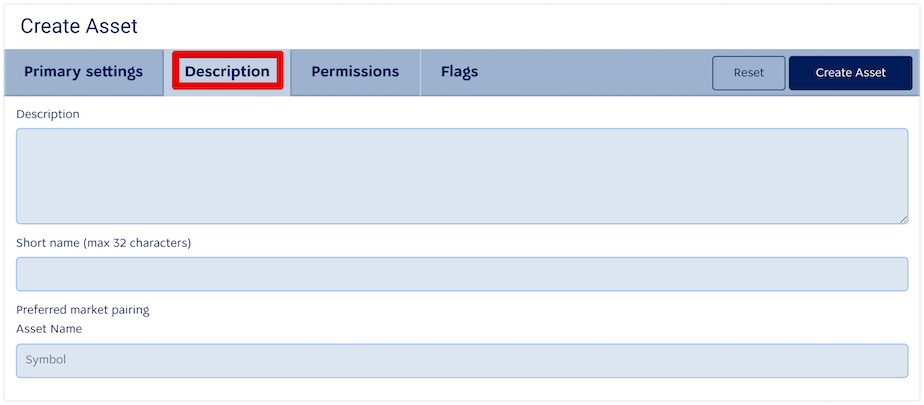 Create Asset
Primary settings Description Permissions Flags Reset Create Asset
Description
Short name (max 32 characters)
Preferred market pairing
Asset Name
Symbol